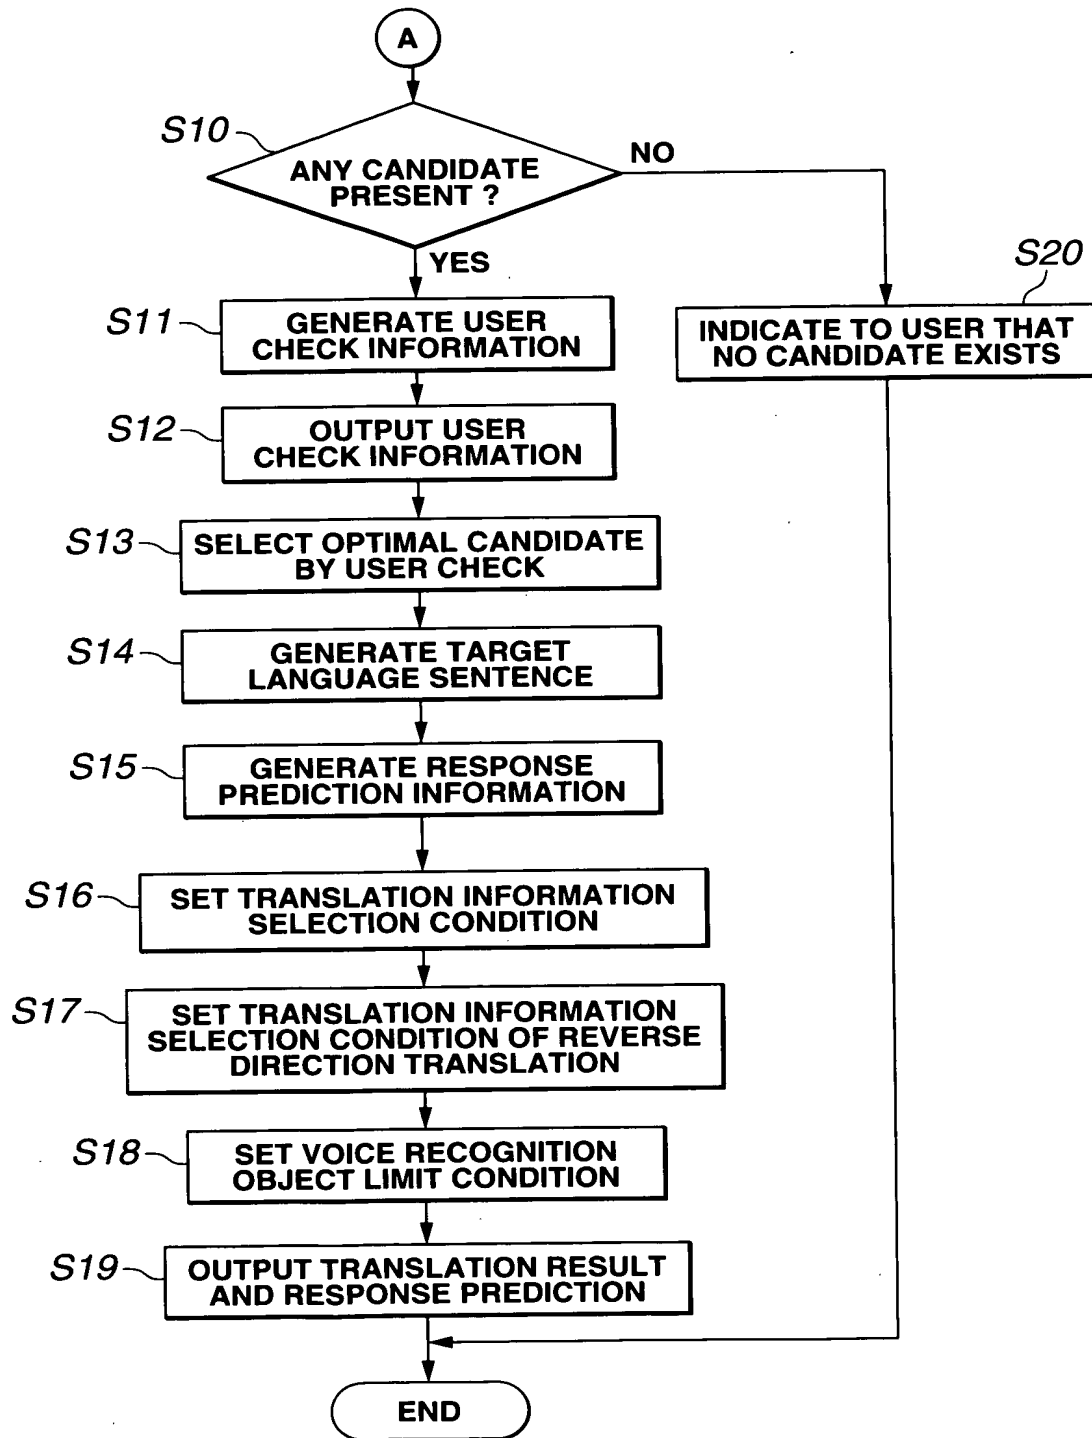 A
S10
ANY CANDIDATE
PRESENT ?
NO
YES
S20
INDICATE TO USER THAT
NO CANDIDATE EXISTS
S11
GENERATE USER
CHECK INFORMATION
S12
OUTPUT USER
CHECK INFORMATION
S13
SELECT OPTIMAL CANDIDATE
BY USER CHECK
S14
GENERATE TARGET
LANGUAGE SENTENCE
S15
GENERATE RESPONSE
PREDICTION INFORMATION
S16
SET TRANSLATION INFORMATION
SELECTION CONDITION
S17
SET TRANSLATION INFORMATION
SELECTION CONDITION OF REVERSE
DIRECTION TRANSLATION
S18
SET VOICE RECOGNITION
OBJECT LIMIT CONDITION
S19
OUTPUT TRANSLATION RESULT
AND RESPONSE PREDICTION
END